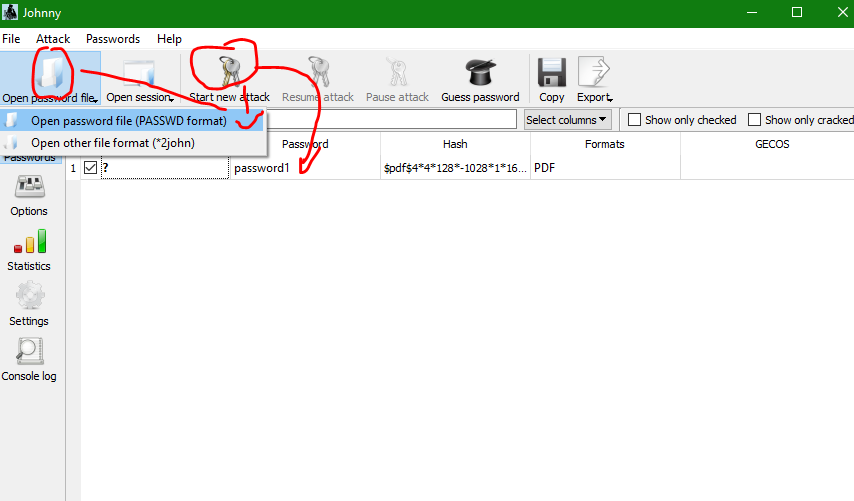 Johnny
File Attack Passwords Help
Open password file Open session Start new attack Resume attack Pause attack Guess password Copy Export
Open password file (PASSWD format) Select columns Show only checked Show only cracked
Open other file format (*2john)
Passwords Password Hash Formats GECOS
1 ? password1 $pdf$4*4*128*-1028*1*16... PDF
Options
Statistics
Settings
Console log